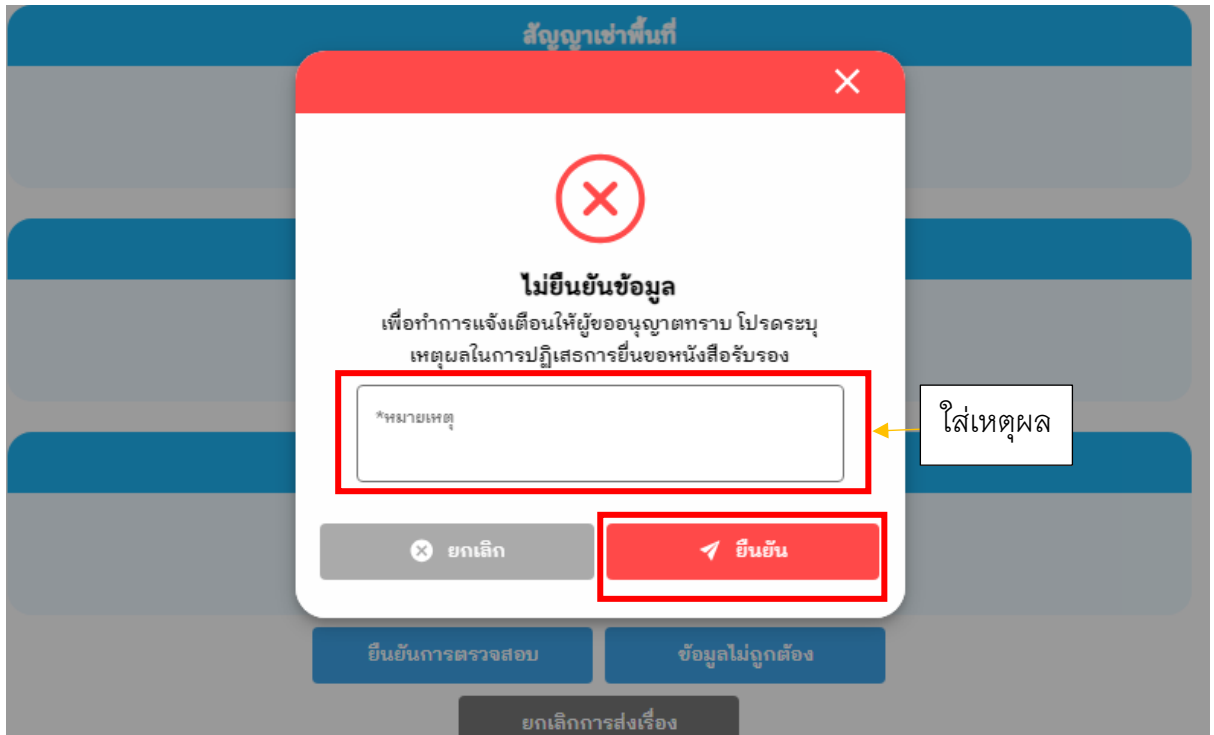 สัญญาเช่าพื้นที่
ไม่ยืนยันข้อมูล
เพื่อทำการแจ้งเตือนให้ผู้ขออนุญาตทราบ โปรดระบุ
เหตุผลในการปฏิเสธการยื่นขอหนังสือรับรอง
*หมายเหตุ
ใส่เหตุผล
ยกเลิก
ยืนยัน
ยืนยันการตรวจสอบ
ข้อมูลไม่ถูกต้อง
ยกเลิกการส่งเรื่อง